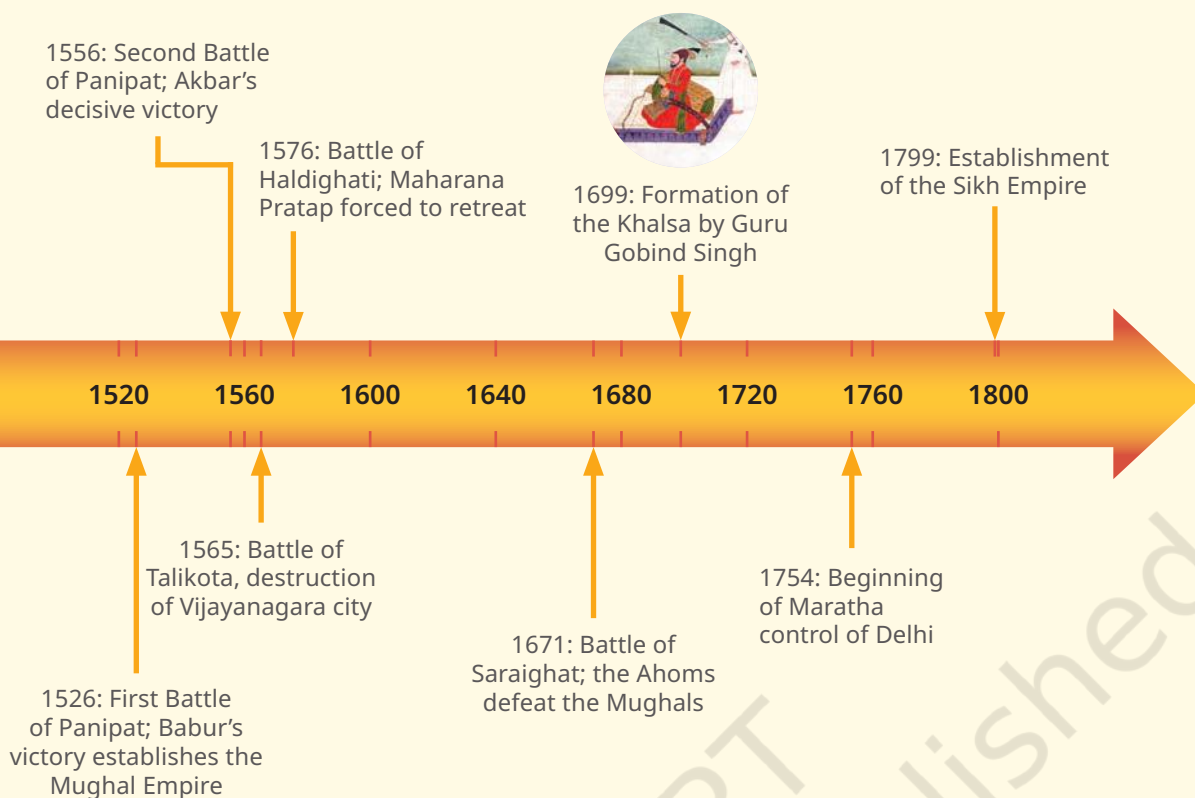 1556: Second Battle
of Panipat; Akbar's
decisive victory
1576: Battle of
Haldighati; Maharana
Pratap forced to retreat
1699: Formation of
the Khalsa by Guru
Gobind Singh
1799: Establishment
of the Sikh Empire
1520 1560 1600 1640 1680 1720 1760 1800
1565: Battle of
Talikota, destruction
of Vijayanagara city
1526: First Battle
of Panipat; Babur's
victory establishes the
Mughal Empire
1671: Battle of
Saraighat; the Ahoms
defeat the Mughals
1754: Beginning
of Maratha
control of Delhi